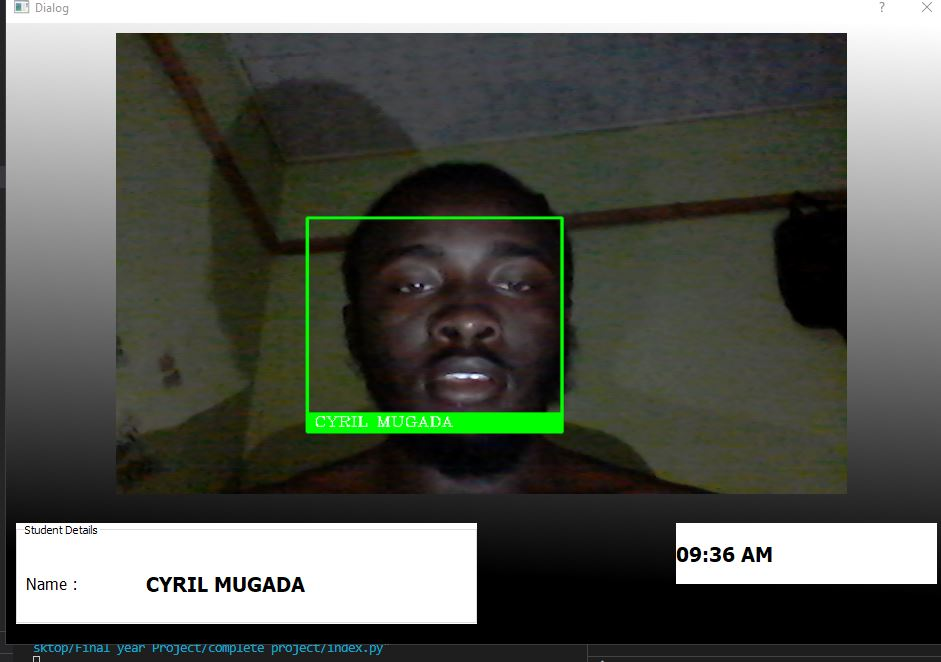 Dialog
?
CYRIL MUGADA
Student Details
Name :
CYRIL MUGADA
09:36 AM
sktop/Final year Project/complete project/index.py